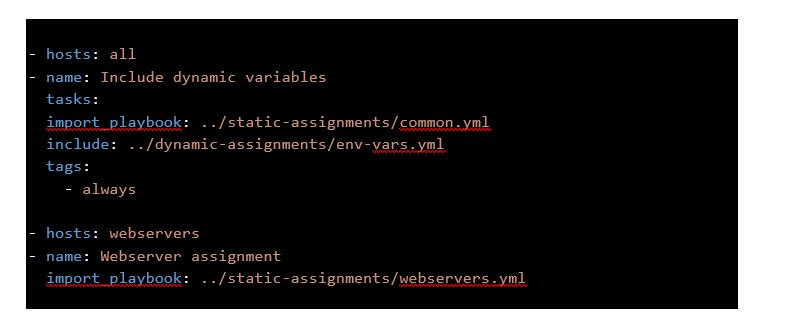 - hosts: all
- name: Include dynamic variables
  tasks:
  import_playbook: ../static-assignments/common.yml
  include: ../dynamic-assignments/env-vars.yml
  tags:
    - always

- hosts: webservers
- name: Webserver assignment
  import_playbook: ../static-assignments/webservers.yml